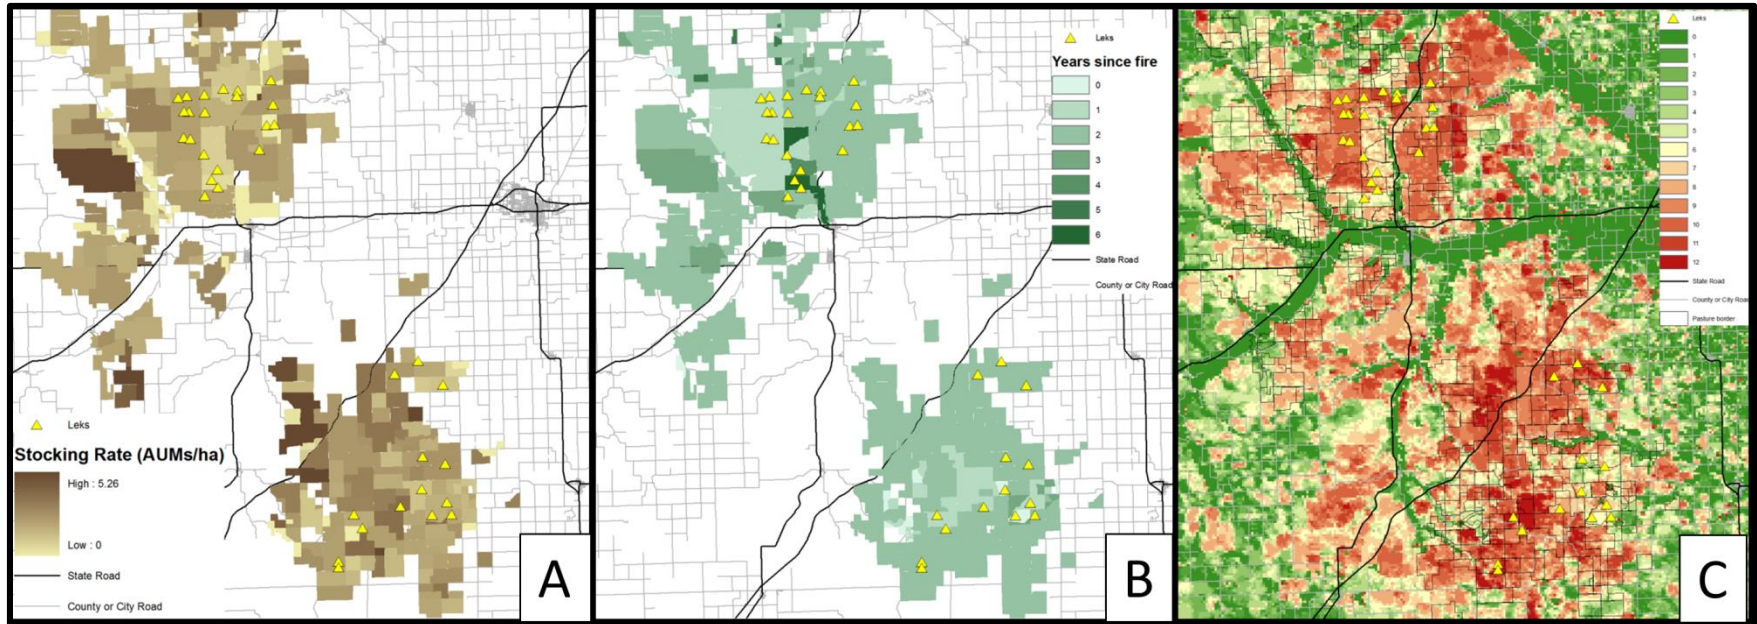 Leks
Stocking Rate (AUMs/ha)
High : 5.26
Low : 0
State Road
County or City Road
A
Leks
Years since fire
0
1
2
3
4
5
6
State Road
County or City Road
B
Leks
0
1
2
3
4
5
6
7
8
9
10
11
12
State Road
County or City Road
Pasture border
C